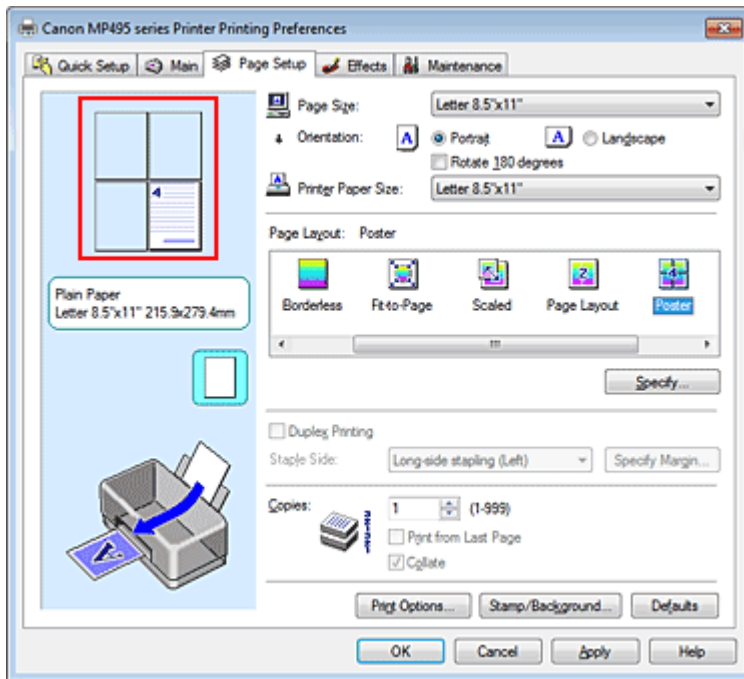 Canon MP495 series Printer Printing Preferences
Quick Setup Main Page Setup Effects Maintenance
Page Size: Letter 8.5"x11"
Orientation: A Portrait A Landscape
Rotate 180 degrees
Printer Paper Size: Letter 8.5"x11"
4
Page Layout: Poster
Borderless Fit-to-Page Scaled Page Layout Poster
Plain Paper
Letter 8.5"x11" 215.9x279.4mm
Specify...
Duplex Printing
Staple Side: Long-side stapling (Left) Specify Margin...
Copies: 1 (1-999)
Print from Last Page
Collate
A
Print Options... Stamp/Background... Defaults
OK Cancel Apply Help